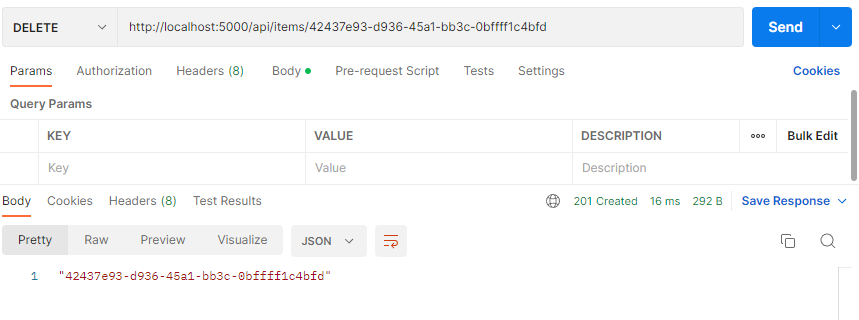 DELETE http://localhost:5000/api/items/42437e93-d936-45a1-bb3c-0bffff1c4bfd Send
Params Authorization Headers (8) Body Pre-request Script Tests Settings Cookies
Query Params
KEY VALUE DESCRIPTION ooo Bulk Edit
Key Value Description
Body Cookies Headers (8) Test Results 201 Created 16 ms 292 B Save Response
Pretty Raw Preview Visualize JSON
1 "42437e93-d936-45a1-bb3c-0bffff1c4bfd"